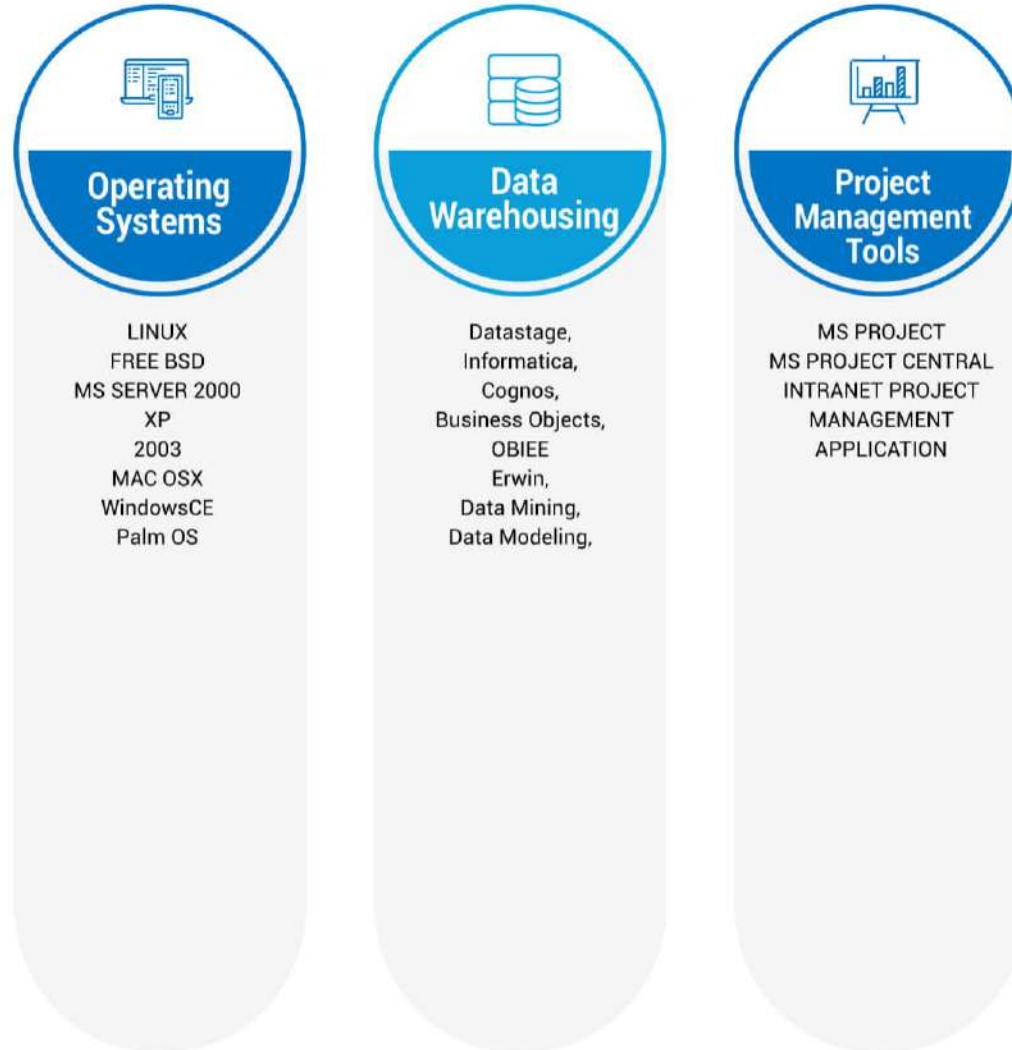 Operating
Systems
LINUX
FREE BSD
MS SERVER 2000
XP
2003
MAC OSX
WindowsCE
Palm OS
Data
Warehousing
Datastage,
Informatica,
Cognos,
Business Objects,
OBIEE
Erwin,
Data Mining,
Data Modeling,
Project
Management
Tools
MS PROJECT
MS PROJECT CENTRAL
INTRANET PROJECT
MANAGEMENT
APPLICATION